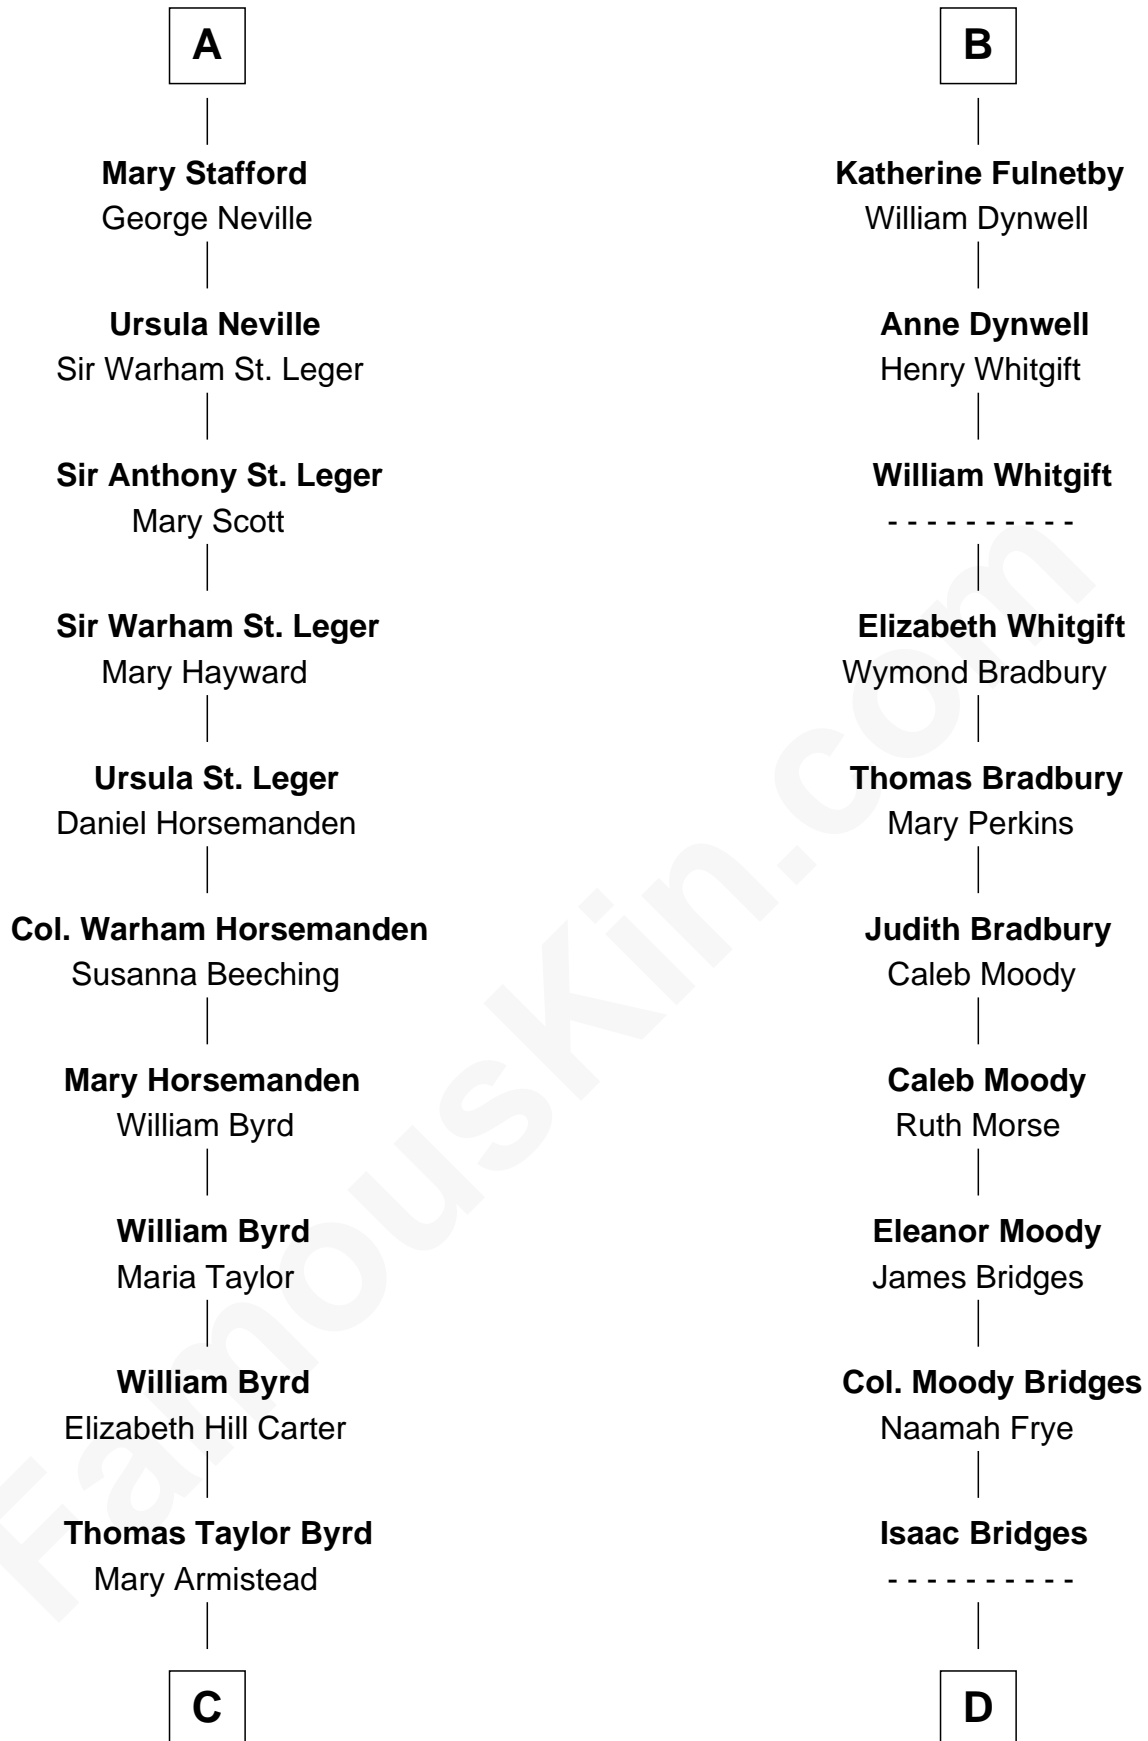 A
Mary Stafford
George Neville
Ursula Neville
Sir Warham St. Leger
Sir Anthony St. Leger
Mary Scott
Sir Warham St. Leger
Mary Hayward
Ursula St. Leger
Daniel Horsemanden
Col. Warham Horsemanden
Susanna Beeching
Mary Horsemanden
William Byrd
William Byrd
Maria Taylor
William Byrd
Elizabeth Hill Carter
Thomas Taylor Byrd
Mary Armistead
C
B
Katherine Fulnetby
William Dynwell
Anne Dynwell
Henry Whitgift
William Whitgift
- - - - - - - - - -
Elizabeth Whitgift
Wymond Bradbury
Thomas Bradbury
Mary Perkins
Judith Bradbury
Caleb Moody
Caleb Moody
Ruth Morse
Eleanor Moody
James Bridges
Col. Moody Bridges
Naamah Frye
Isaac Bridges
- - - - - - - - - -
D
FamousKin.com